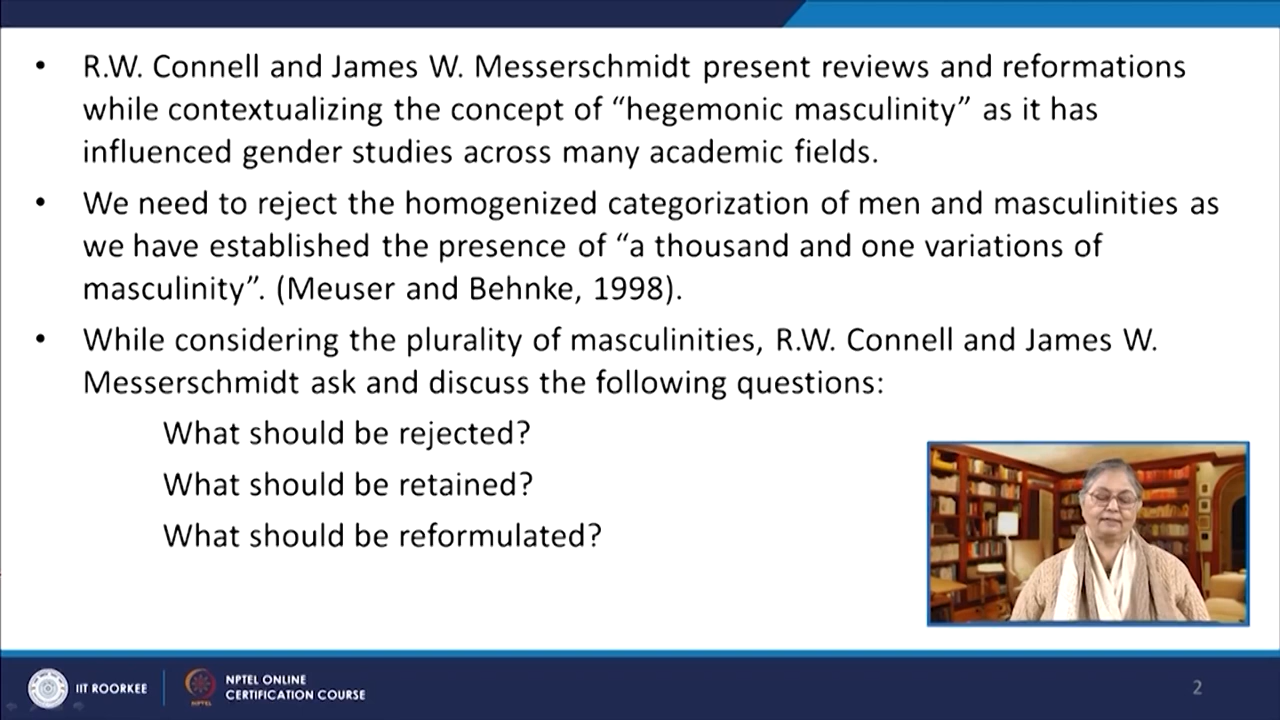 • R.W. Connell and James W. Messerschmidt present reviews and reformations
while contextualizing the concept of “hegemonic masculinity” as it has
influenced gender studies across many academic fields.
• We need to reject the homogenized categorization of men and masculinities as
we have established the presence of “a thousand and one variations of
masculinity”. (Meuser and Behnke, 1998).
• While considering the plurality of masculinities, R.W. Connell and James W.
Messerschmidt ask and discuss the following questions:
What should be rejected?
What should be retained?
What should be reformulated?
IIT ROORKEE
NPTEL
NPTEL ONLINE
CERTIFICATION COURSE
2